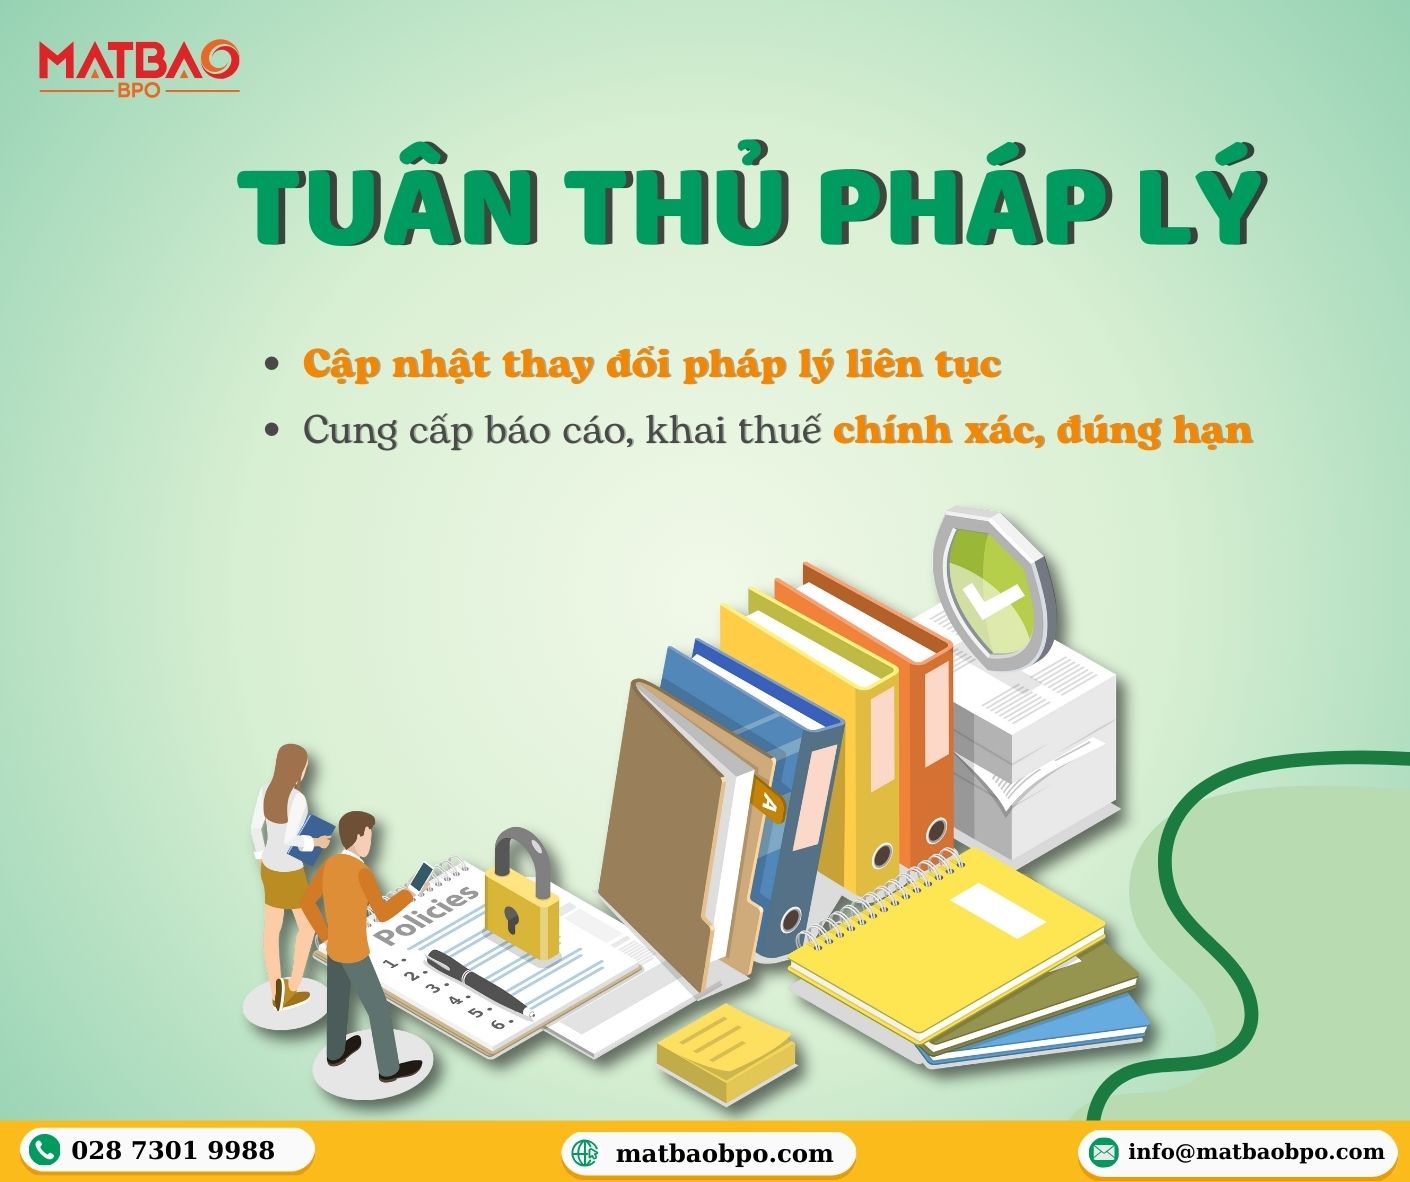 MATBAO
BPO
TUÂN THỦ PHÁP LÝ
• Cập nhật thay đổi pháp lý liên tục
• Cung cấp báo cáo, khai thuế chính xác, đúng hạn
A
Policies
1.
2.
3.
4.
5.
6.
028 7301 9988
matbaobpo.com
info@matbaobpo.com